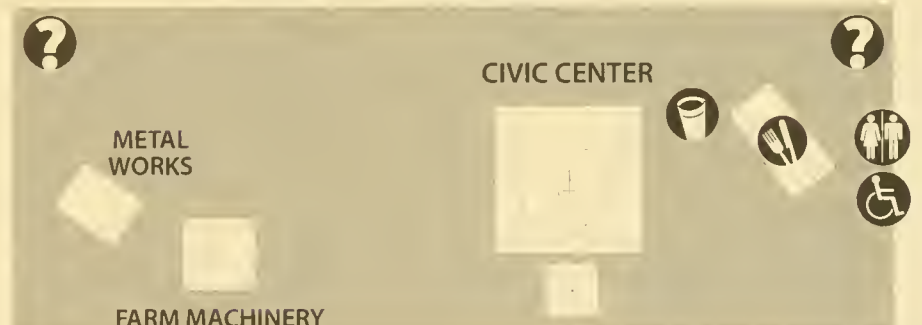 ?
?
CIVIC CENTER
METAL
WORKS
FARM MACHINERY